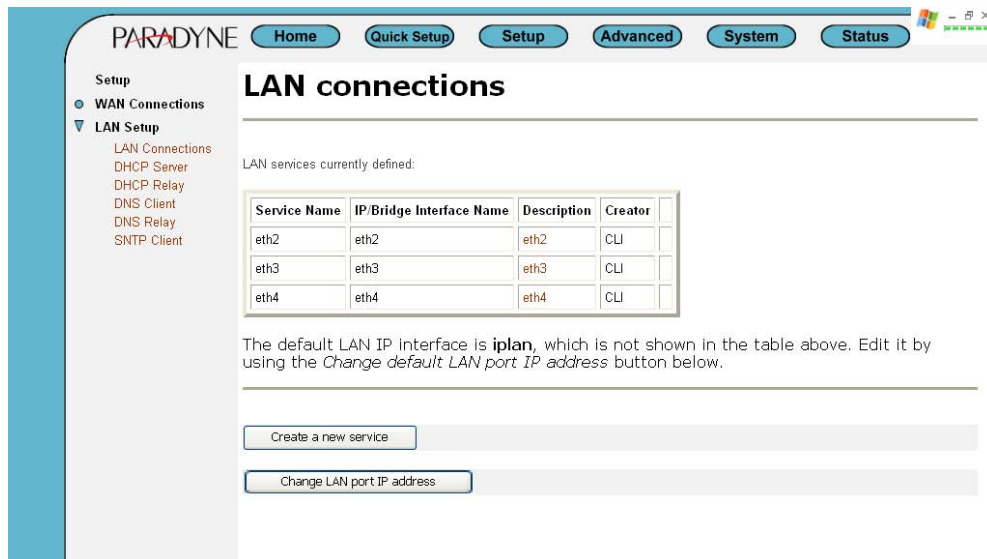 PARADYNE
Home
Quick Setup
Setup
Advanced
System
Status
Setup
WAN Connections
LAN Setup
LAN Connections
DHCP Server
DHCP Relay
DNS Client
DNS Relay
SNTP Client
LAN connections
LAN services currently defined:
Service Name IP/Bridge Interface Name Description Creator
eth2 eth2 eth2 CLI
eth3 eth3 eth3 CLI
eth4 eth4 eth4 CLI
The default LAN IP interface is iplan, which is not shown in the table above. Edit it by
using the Change default LAN port IP address button below.
Create a new service
Change LAN port IP address